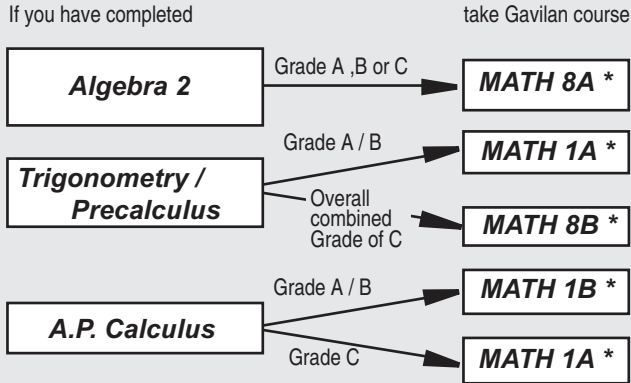 If you have completed
take Gavilan course
Algebra 2
Grade A ,B or C
MATH 8A *
Trigonometry /
Precalculus
Grade A / B
MATH 1A *
Overall
combined
Grade of C
MATH 8B *
A.P. Calculus
Grade A / B
MATH 1B *
Grade C
MATH 1A *